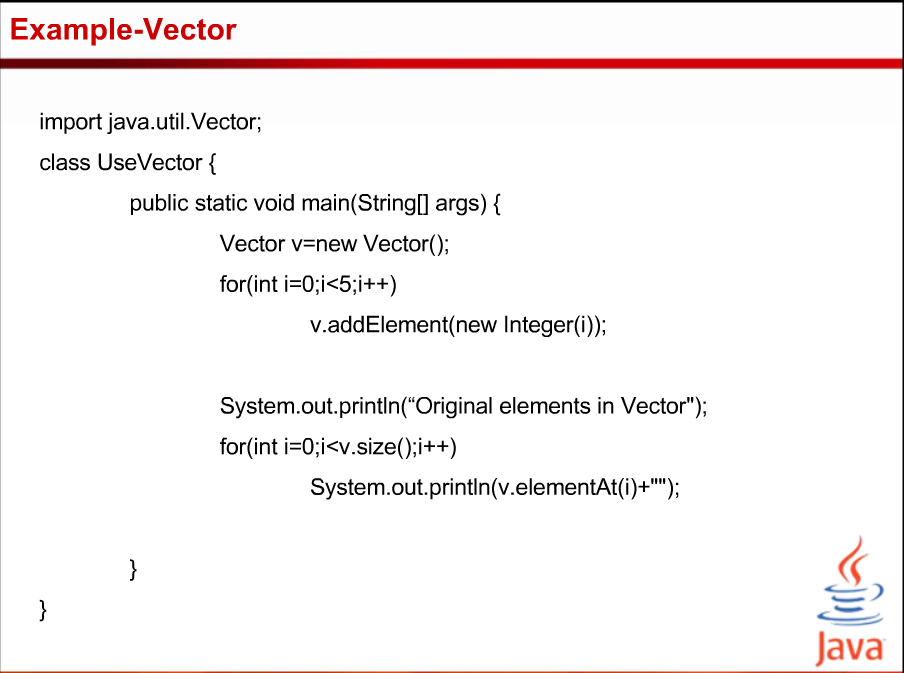 Example-Vector
import java.util.Vector;
class UseVector {
public static void main(String[] args) {
Vector v=new Vector();
for(int i=0;i<5;i++)
v.addElement(new Integer(i));
System.out.println(“Original elements in Vector");
for(int i=0;i<v.size();i++)
System.out.println(v.elementAt(i)+"");
}
}
Java